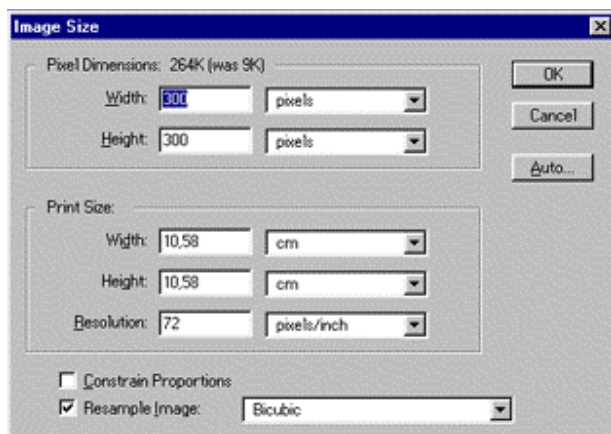 Image Size
Pixel Dimensions: 264K (was 9K)
OK
Width: 300 pixels
Cancel
Height: 300 pixels
Auto...
Print Size:
Width: 10,58 cm
Height: 10,58 cm
Resolution: 72 pixels/inch
Constrain Proportions
Resample Image: Bicubic